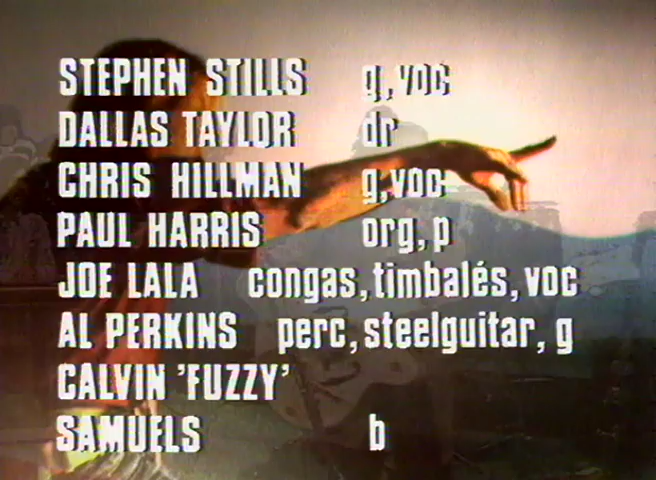 STEPHEN STILLS g,voc
DALLAS TAYLOR dr
CHRIS HILLMAN g,voc
PAUL HARRIS org,p
JOE LALA congas,timbalés,voc
AL PERKINS perc,steelguitar, g
CALVIN 'FUZZY'
SAMUELS b